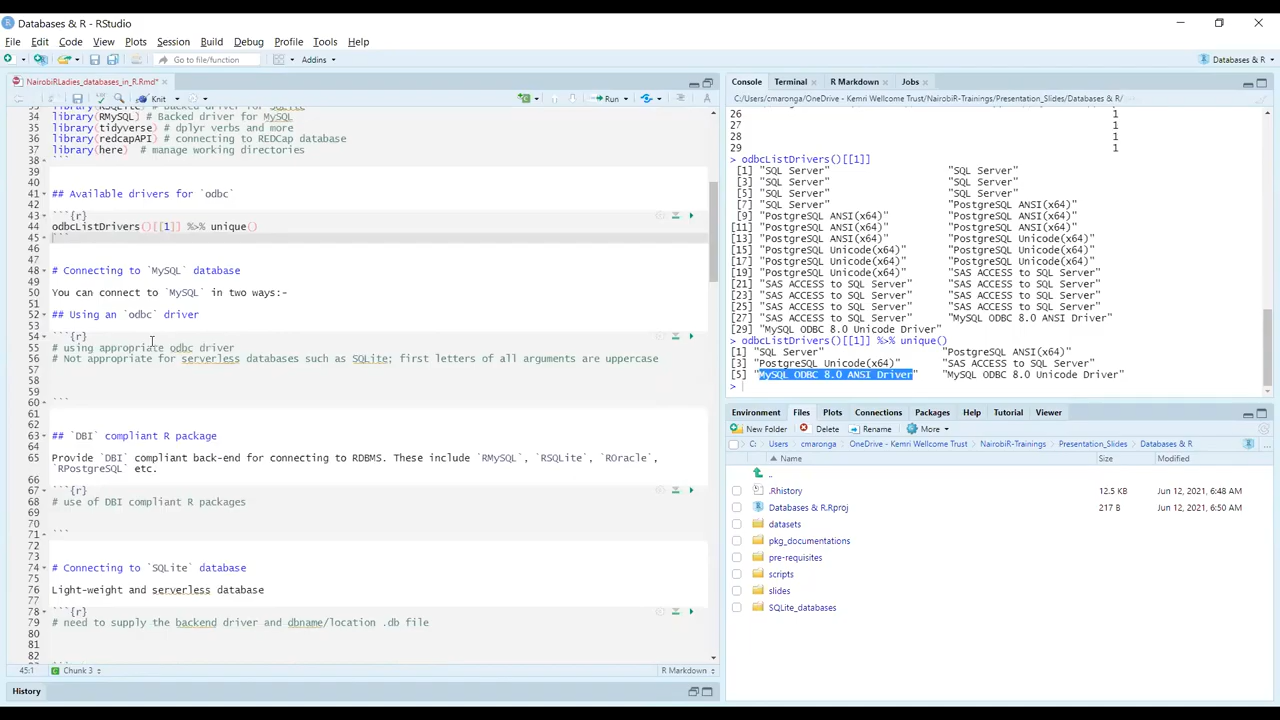 Databases & R - RStudio
File Edit Code View Plots Session Build Debug Profile Tools Help
Go to file/function Addins Databases & R
NairobiRLadies_databases_in_R.Rmd*
Knit Run
33 library(RSQLite) # Backed driver for SQLite
34 library(RMySQL) # Backed driver for MySQL
35 library(tidyverse) # dplyr verbs and more
36 library(redcapAPI) # connecting to REDCap database
37 library(here) # manage working directories
38 ```
39
40
41 ## Available drivers for `odbc`
42
43 ```{r}
44 odbcListDrivers()[[1]] %>% unique()
45 ```
46
47
48 # Connecting to `MySQL` database
49
50 You can connect to `MySQL` in two ways:-
51
52 ## Using an `odbc` driver
53
54 ```{r}
55 # using appropriate odbc driver
56 # Not appropriate for serverless databases such as SQLite; first letters of all arguments are uppercase
57
58
59
60 ```
61
62
63 ## `DBI` compliant R package
64
65 Provide `DBI` compliant back-end for connecting to RDBMS. These include `RMySQL`, `RSQLite`, `ROracle`,
`RPostgreSQL` etc.
66
67 ```{r}
68 # use of DBI compliant R packages
69
70
71 ```
72
73
74 # Connecting to `SQLite` database
75
76 Light-weight and serverless database
77
78 ```{r}
79 # need to supply the backend driver and dbname/location .db file
80
81
82
45:1 Chunk 3 R Markdown
History
Console Terminal R Markdown Jobs
C:/Users/cmaronga/OneDrive - Kemri Wellcome Trust/NairobiR-Trainings/Presentation_Slides/Databases & R/
26 1
27 1
28 1
29 1
> odbcListDrivers()[[1]]
[1] "SQL Server" "SQL Server"
[3] "SQL Server" "SQL Server"
[5] "SQL Server" "SQL Server"
[7] "SQL Server" "PostgreSQL ANSI(x64)"
[9] "PostgreSQL ANSI(x64)" "PostgreSQL ANSI(x64)"
[11] "PostgreSQL ANSI(x64)" "PostgreSQL ANSI(x64)"
[13] "PostgreSQL ANSI(x64)" "PostgreSQL Unicode(x64)"
[15] "PostgreSQL Unicode(x64)" "PostgreSQL Unicode(x64)"
[17] "PostgreSQL Unicode(x64)" "PostgreSQL Unicode(x64)"
[19] "PostgreSQL Unicode(x64)" "SAS ACCESS to SQL Server"
[21] "SAS ACCESS to SQL Server" "SAS ACCESS to SQL Server"
[23] "SAS ACCESS to SQL Server" "SAS ACCESS to SQL Server"
[25] "SAS ACCESS to SQL Server" "SAS ACCESS to SQL Server"
[27] "SAS ACCESS to SQL Server" "MySQL ODBC 8.0 ANSI Driver"
[29] "MySQL ODBC 8.0 Unicode Driver"
> odbcListDrivers()[[1]] %>% unique()
[1] "SQL Server" "PostgreSQL ANSI(x64)"
[3] "PostgreSQL Unicode(x64)" "SAS ACCESS to SQL Server"
[5] "MySQL ODBC 8.0 ANSI Driver" "MySQL ODBC 8.0 Unicode Driver"
>
Environment Files Plots Connections Packages Help Tutorial Viewer
New Folder Delete Rename More
C: Users cmaronga OneDrive - Kemri Wellcome Trust NairobiR-Trainings Presentation_Slides Databases & R ...
Name Size Modified
..
.Rhistory 12.5 KB Jun 12, 2021, 6:48 AM
Databases & R.Rproj 217 B Jun 12, 2021, 6:50 AM
datasets
pkg_documentations
pre-requisites
scripts
slides
SQLite_databases